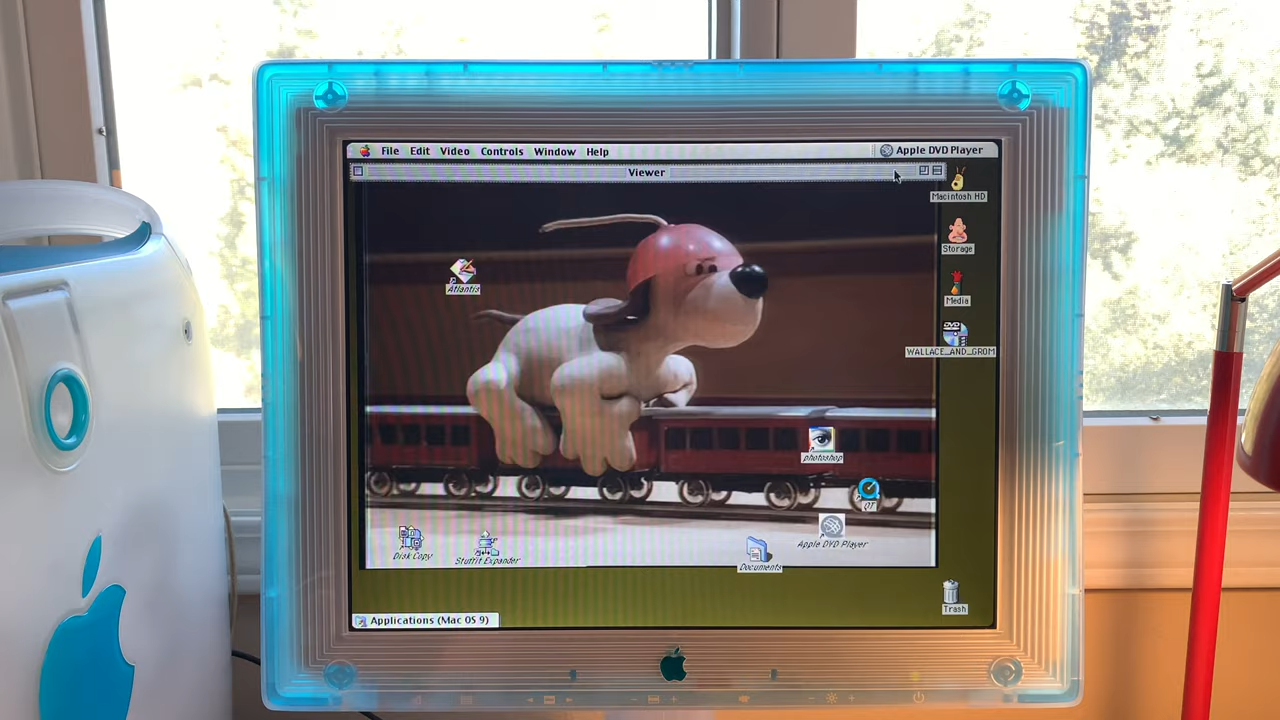 File Edit Video Controls Window Help Apple DVD Player
Viewer
Macintosh HD
Storage
Atlantis
Media
DVD
WALLACE_AND_GROM
photoshop
QT
Apple DVD Player
Disk Copy
Stuffit Expander
Documents
Trash
Applications (Mac OS 9)